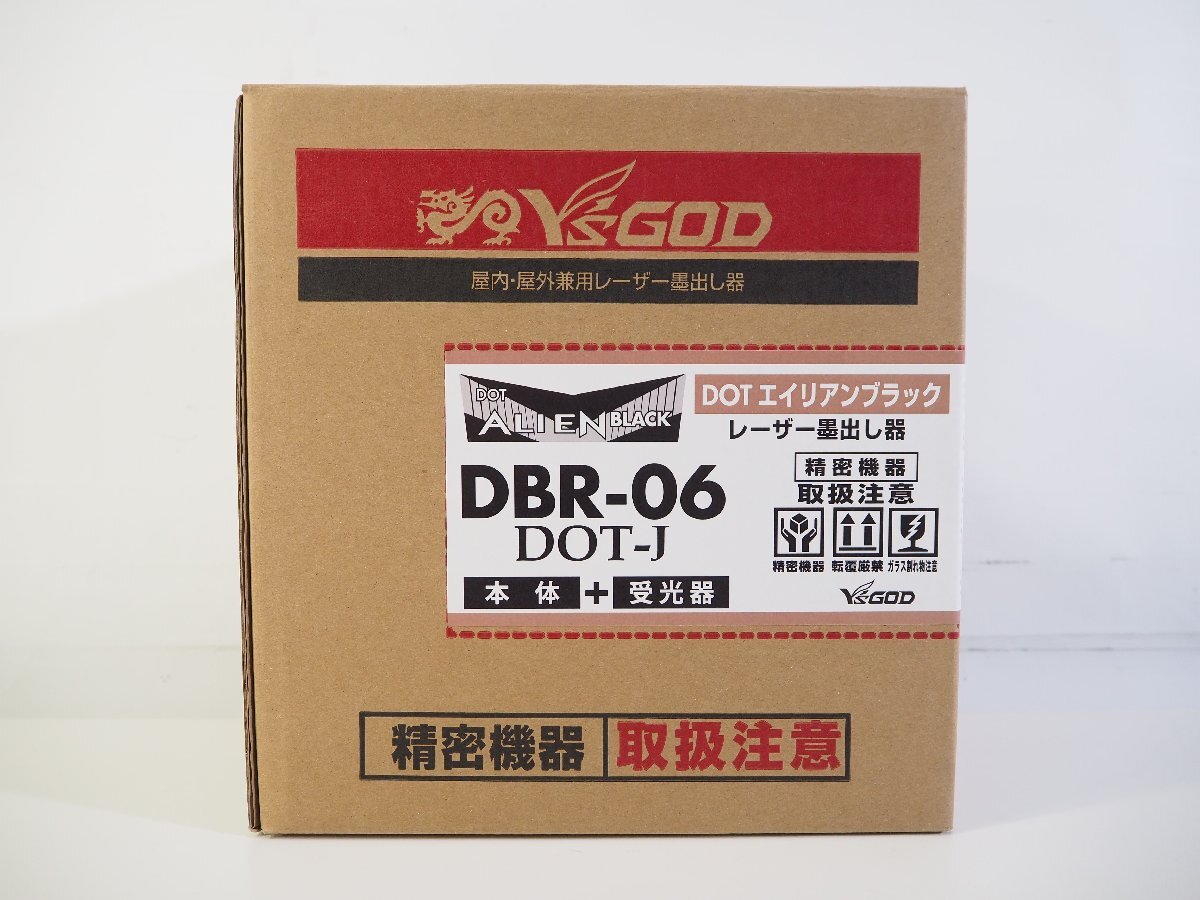 Y'sGOD
屋内・屋外兼用レーザー墨出し器
DOT
ALIEN BLACK
DOTエイリアンブラック
レーザー墨出し器
DBR-06
DOT-J
本体+受光器
精密機器
取扱注意
精密機器 転覆厳禁 ガラス割れ物注意
Y'sGOD
精密機器 取扱注意